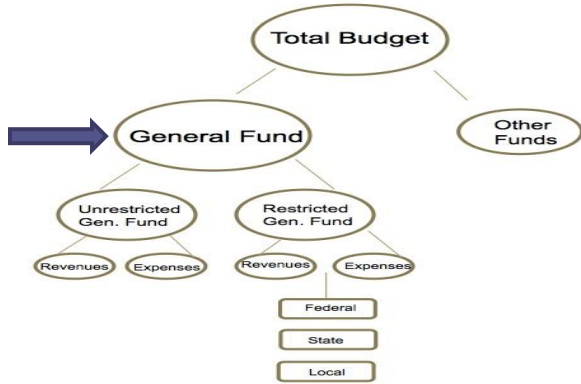 Total Budget
General Fund
Other
Funds
Unrestricted
Gen. Fund
Restricted
Gen. Fund
Revenues
Expenses
Revenues
Expenses
Federal
State
Local